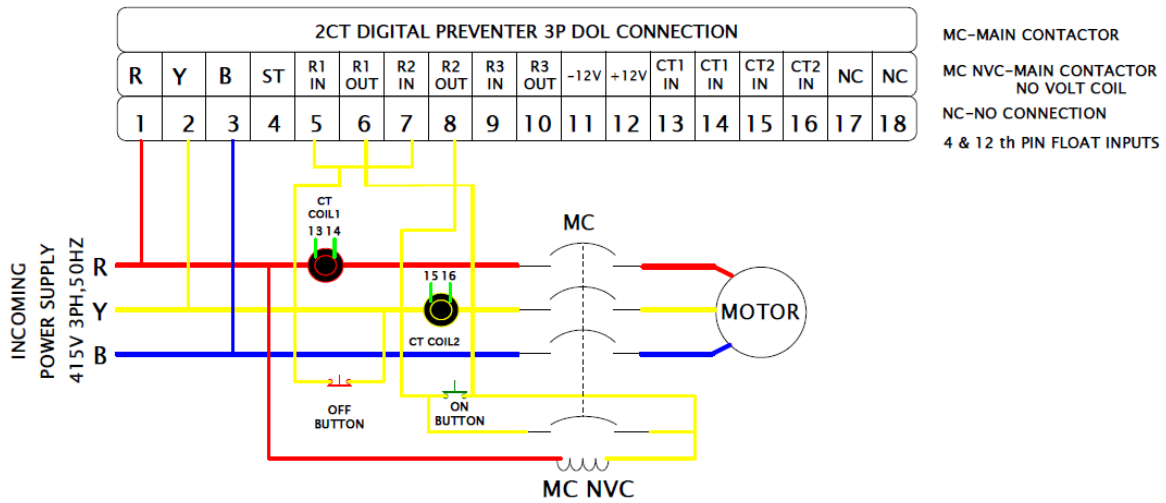 2CT DIGITAL PREVENTER 3P DOL CONNECTION
R Y B ST R1 IN R1 OUT R2 IN R2 OUT R3 IN R3 OUT -12V +12V CT1 IN CT1 IN CT2 IN CT2 IN NC NC
1 2 3 4 5 6 7 8 9 10 11 12 13 14 15 16 17 18
MC-MAIN CONTACTOR
MC NVC-MAIN CONTACTOR
NO VOLT COIL
NC-NO CONNECTION
4 & 12 th PIN FLOAT INPUTS
CT
COIL1
13 14
MC
INCOMING
POWER SUPPLY
415V 3PH,50HZ
R
Y
B
15 16
CT COIL2
MOTOR
OFF
BUTTON
ON
BUTTON
MC NVC